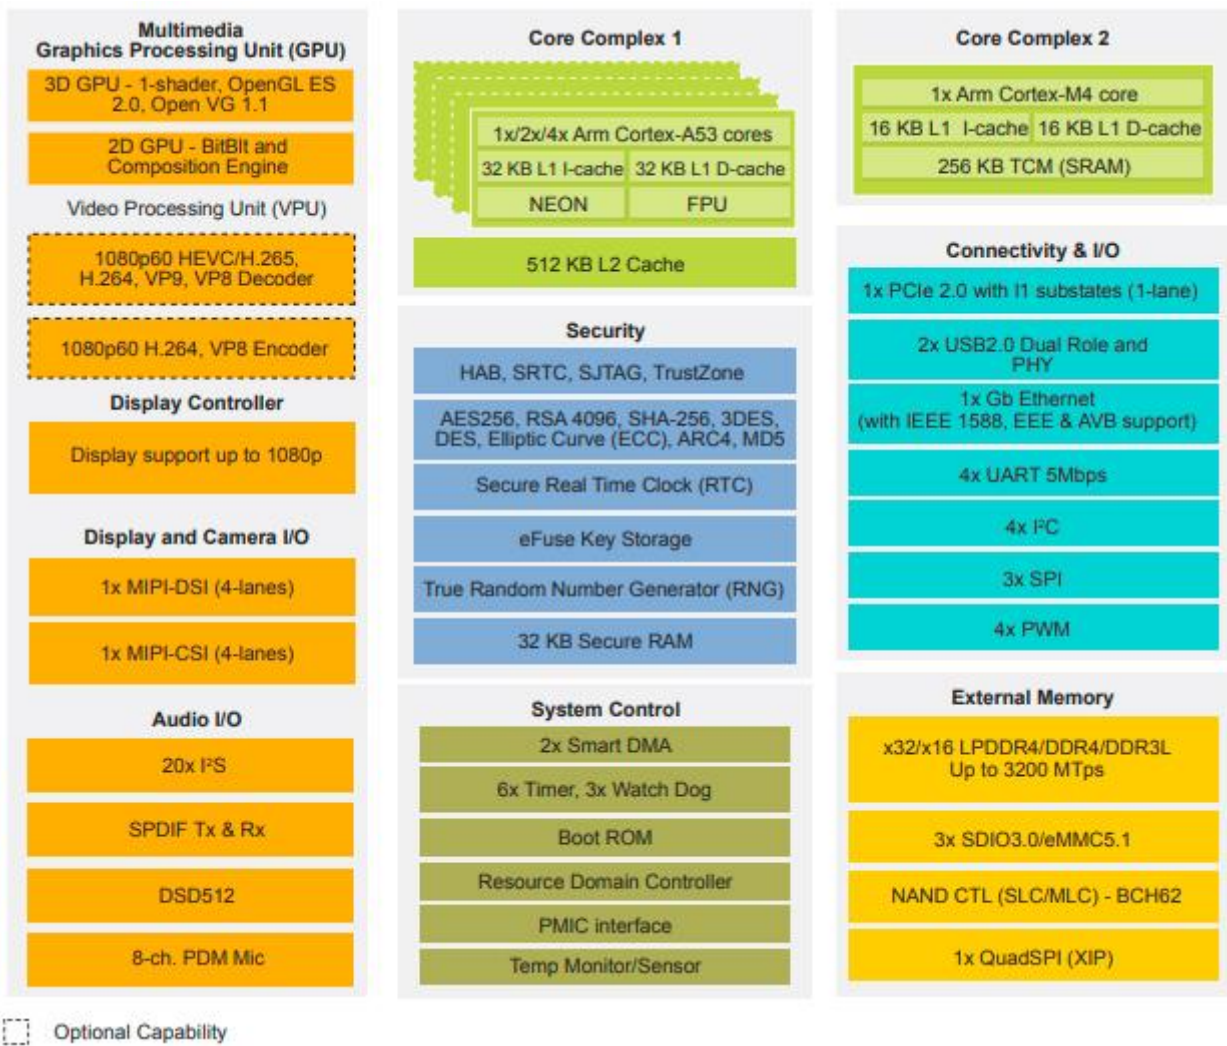 Multimedia
Graphics Processing Unit (GPU)
3D GPU - 1-shader, OpenGL ES
2.0, Open VG 1.1
2D GPU - BitBlt and
Composition Engine
Video Processing Unit (VPU)
1080p60 HEVC/H.265,
H.264, VP9, VP8 Decoder
1080p60 H.264, VP8 Encoder
Display Controller
Display support up to 1080p
Display and Camera I/O
1x MIPI-DSI (4-lanes)
1x MIPI-CSI (4-lanes)
Audio I/O
20x I²S
SPDIF Tx & Rx
DSD512
8-ch. PDM Mic
Core Complex 1
1x/2x/4x Arm Cortex-A53 cores
32 KB L1 I-cache
32 KB L1 D-cache
NEON
FPU
512 KB L2 Cache
Security
HAB, SRTC, SJTAG, TrustZone
AES256, RSA 4096, SHA-256, 3DES,
DES, Elliptic Curve (ECC), ARC4, MD5
Secure Real Time Clock (RTC)
eFuse Key Storage
True Random Number Generator (RNG)
32 KB Secure RAM
System Control
2x Smart DMA
6x Timer, 3x Watch Dog
Boot ROM
Resource Domain Controller
PMIC interface
Temp Monitor/Sensor
Core Complex 2
1x Arm Cortex-M4 core
16 KB L1 I-cache
16 KB L1 D-cache
256 KB TCM (SRAM)
Connectivity & I/O
1x PCIe 2.0 with l1 substates (1-lane)
2x USB2.0 Dual Role and
PHY
1x Gb Ethernet
(with IEEE 1588, EEE & AVB support)
4x UART 5Mbps
4x I²C
3x SPI
4x PWM
External Memory
x32/x16 LPDDR4/DDR4/DDR3L
Up to 3200 MTps
3x SDIO3.0/eMMC5.1
NAND CTL (SLC/MLC) - BCH62
1x QuadSPI (XIP)
Optional Capability